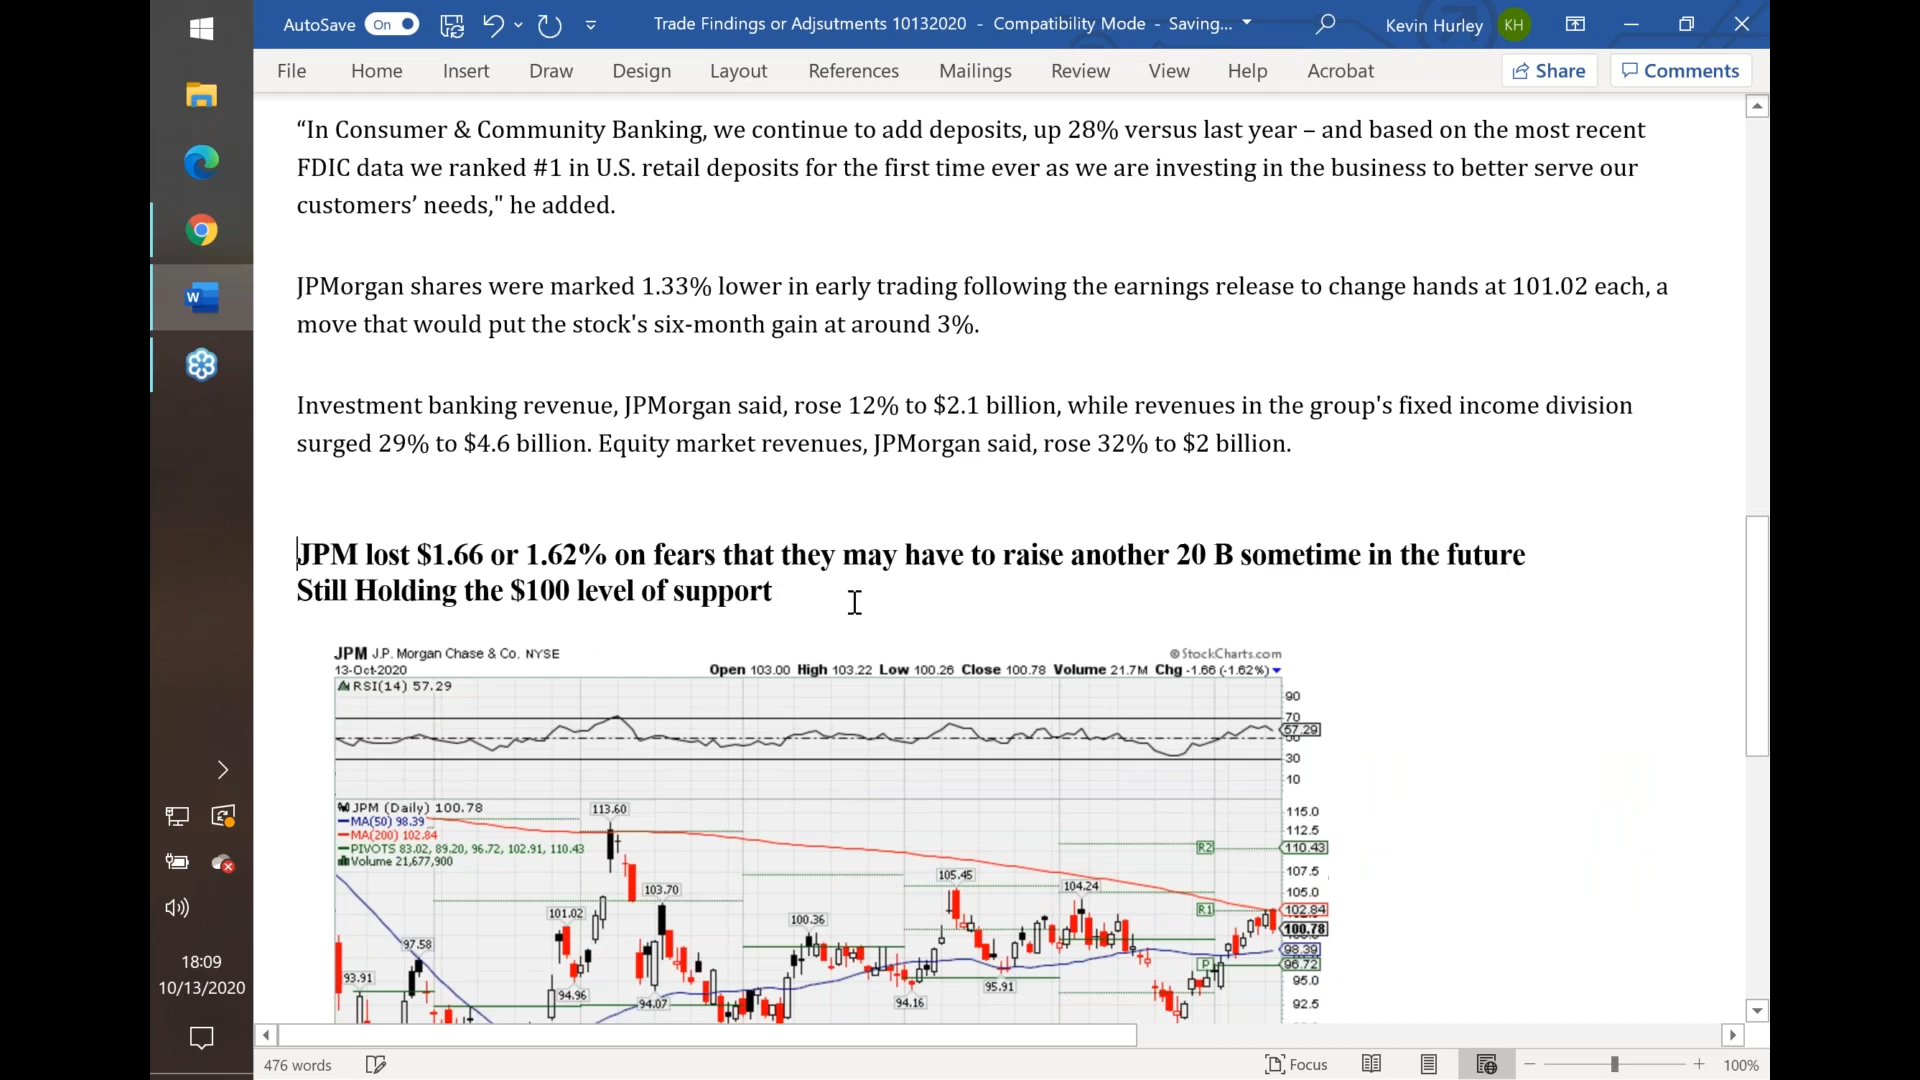 AutoSave On
Trade Findings or Adjsutments 10132020 - Compatibility Mode - Saving...
Kevin Hurley KH
File Home Insert Draw Design Layout References Mailings Review View Help Acrobat Share Comments
“In Consumer & Community Banking, we continue to add deposits, up 28% versus last year – and based on the most recent
FDIC data we ranked #1 in U.S. retail deposits for the first time ever as we are investing in the business to better serve our
customers’ needs," he added.
JPMorgan shares were marked 1.33% lower in early trading following the earnings release to change hands at 101.02 each, a
move that would put the stock's six-month gain at around 3%.
Investment banking revenue, JPMorgan said, rose 12% to $2.1 billion, while revenues in the group's fixed income division
surged 29% to $4.6 billion. Equity market revenues, JPMorgan said, rose 32% to $2 billion.
JPM lost $1.66 or 1.62% on fears that they may have to raise another 20 B sometime in the future
Still Holding the $100 level of support
JPM J.P. Morgan Chase & Co. NYSE
© StockCharts.com
13-Oct-2020
Open 103.00 High 103.22 Low 100.26 Close 100.78 Volume 21.7M Chg -1.66 (-1.62%)
RSI(14) 57.29
90
70
57.29
50
30
10
JPM (Daily) 100.78
MA(50) 98.39
MA(200) 102.84
PIVOTS 83.02, 89.20, 96.72, 102.91, 110.43
Volume 21,677,900
113.60
115.0
112.5
R2
110.43
107.5
105.45
104.24
105.0
103.70
R1
102.84
101.02
100.36
100.78
97.58
98.39
P
96.72
93.91
94.96
94.07
94.16
95.91
95.0
92.5
18:09
10/13/2020
476 words
Focus
100%